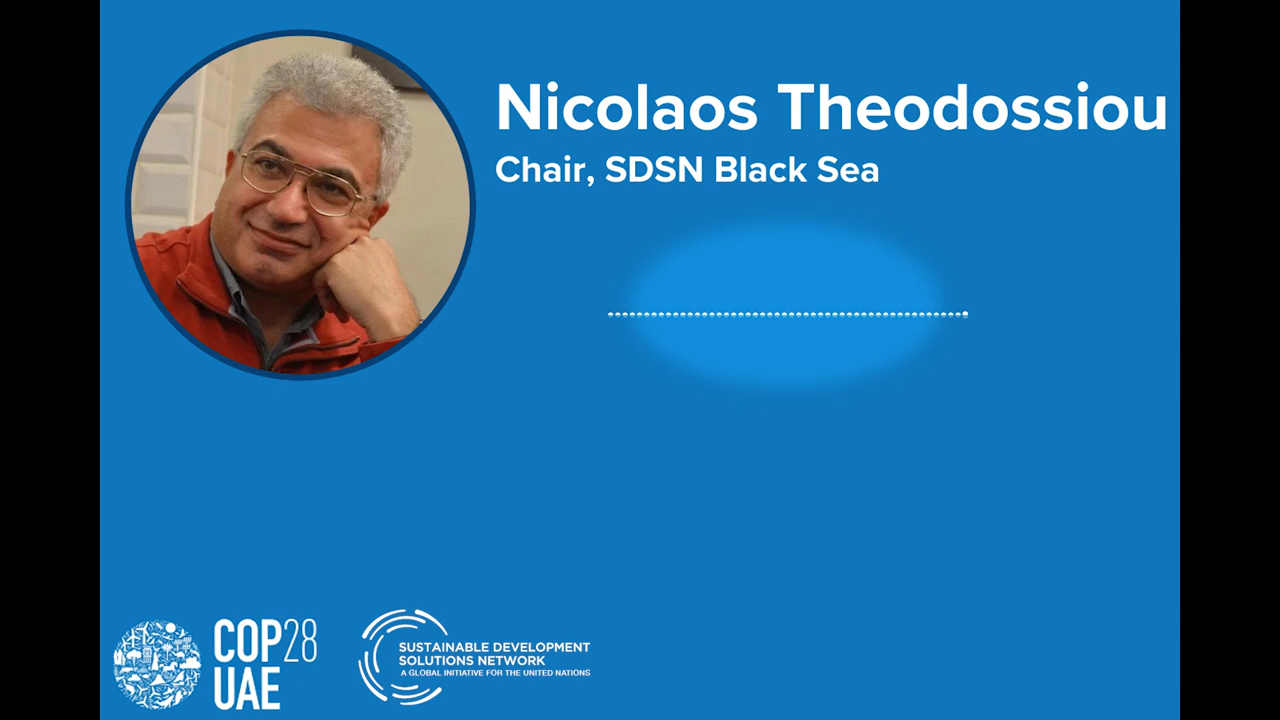 Nicolaos Theodossiou
Chair, SDSN Black Sea
COP28
UAE
SUSTAINABLE DEVELOPMENT
SOLUTIONS NETWORK
A GLOBAL INITIATIVE FOR THE UNITED NATIONS